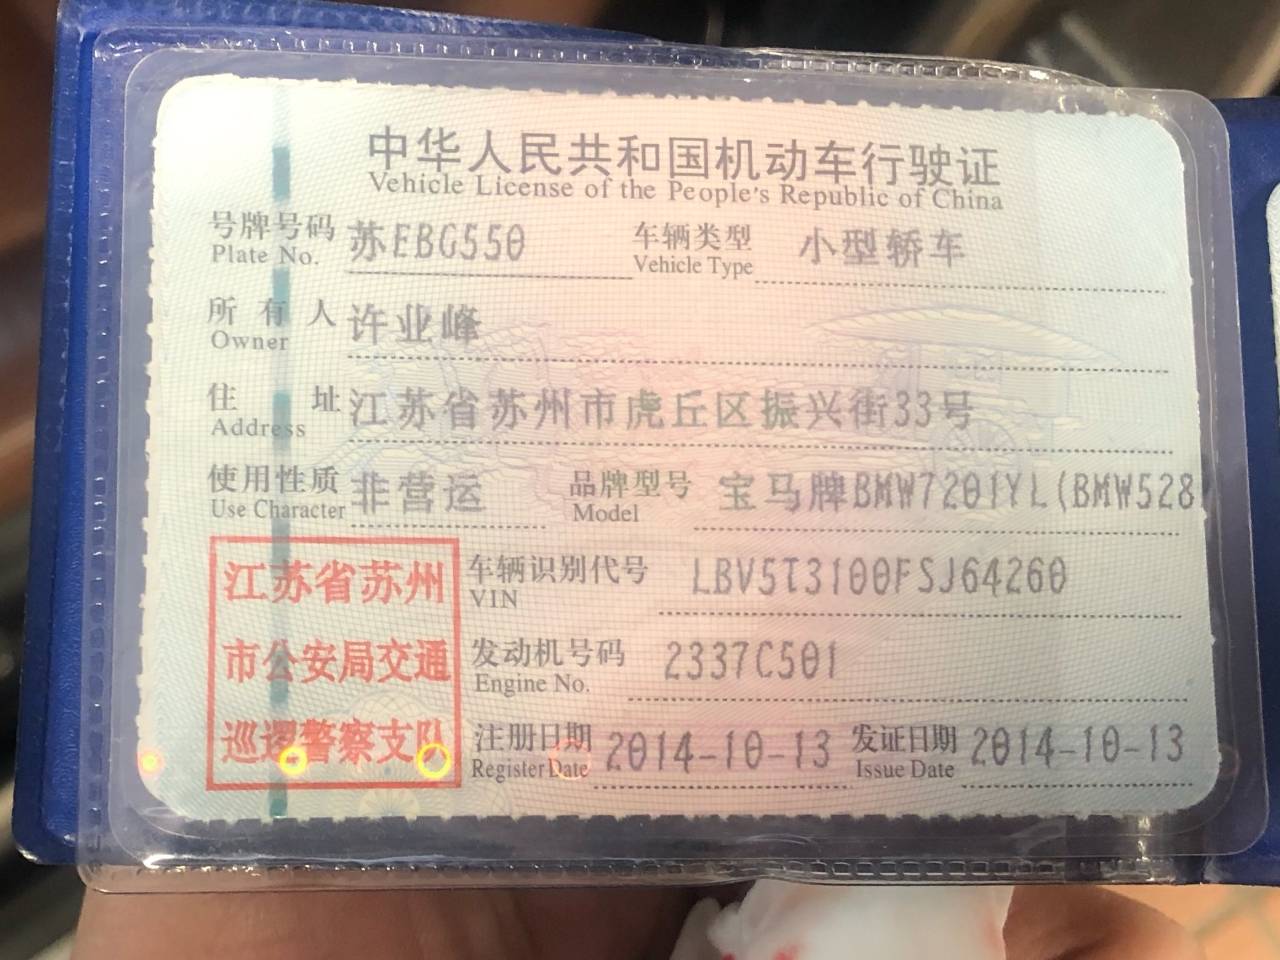 中华人民共和国机动车行驶证
Vehicle License of the People's Republic of China
号牌号码 苏EBG550 车辆类型 小型轿车
Plate No. Vehicle Type
所有人 许业峰
Owner
住址 江苏省苏州市虎丘区振兴街33号
Address
使用性质 非营运 品牌型号 宝马牌BMW7201YL(BMW528
Use Character Model
江苏省苏州
市公安局交通
巡逻警察支队
车辆识别代号 LBV5T3100FSJ64260
VIN
发动机号码 2337C501
Engine No.
注册日期 2014-10-13 发证日期 2014-10-13
Register Date Issue Date